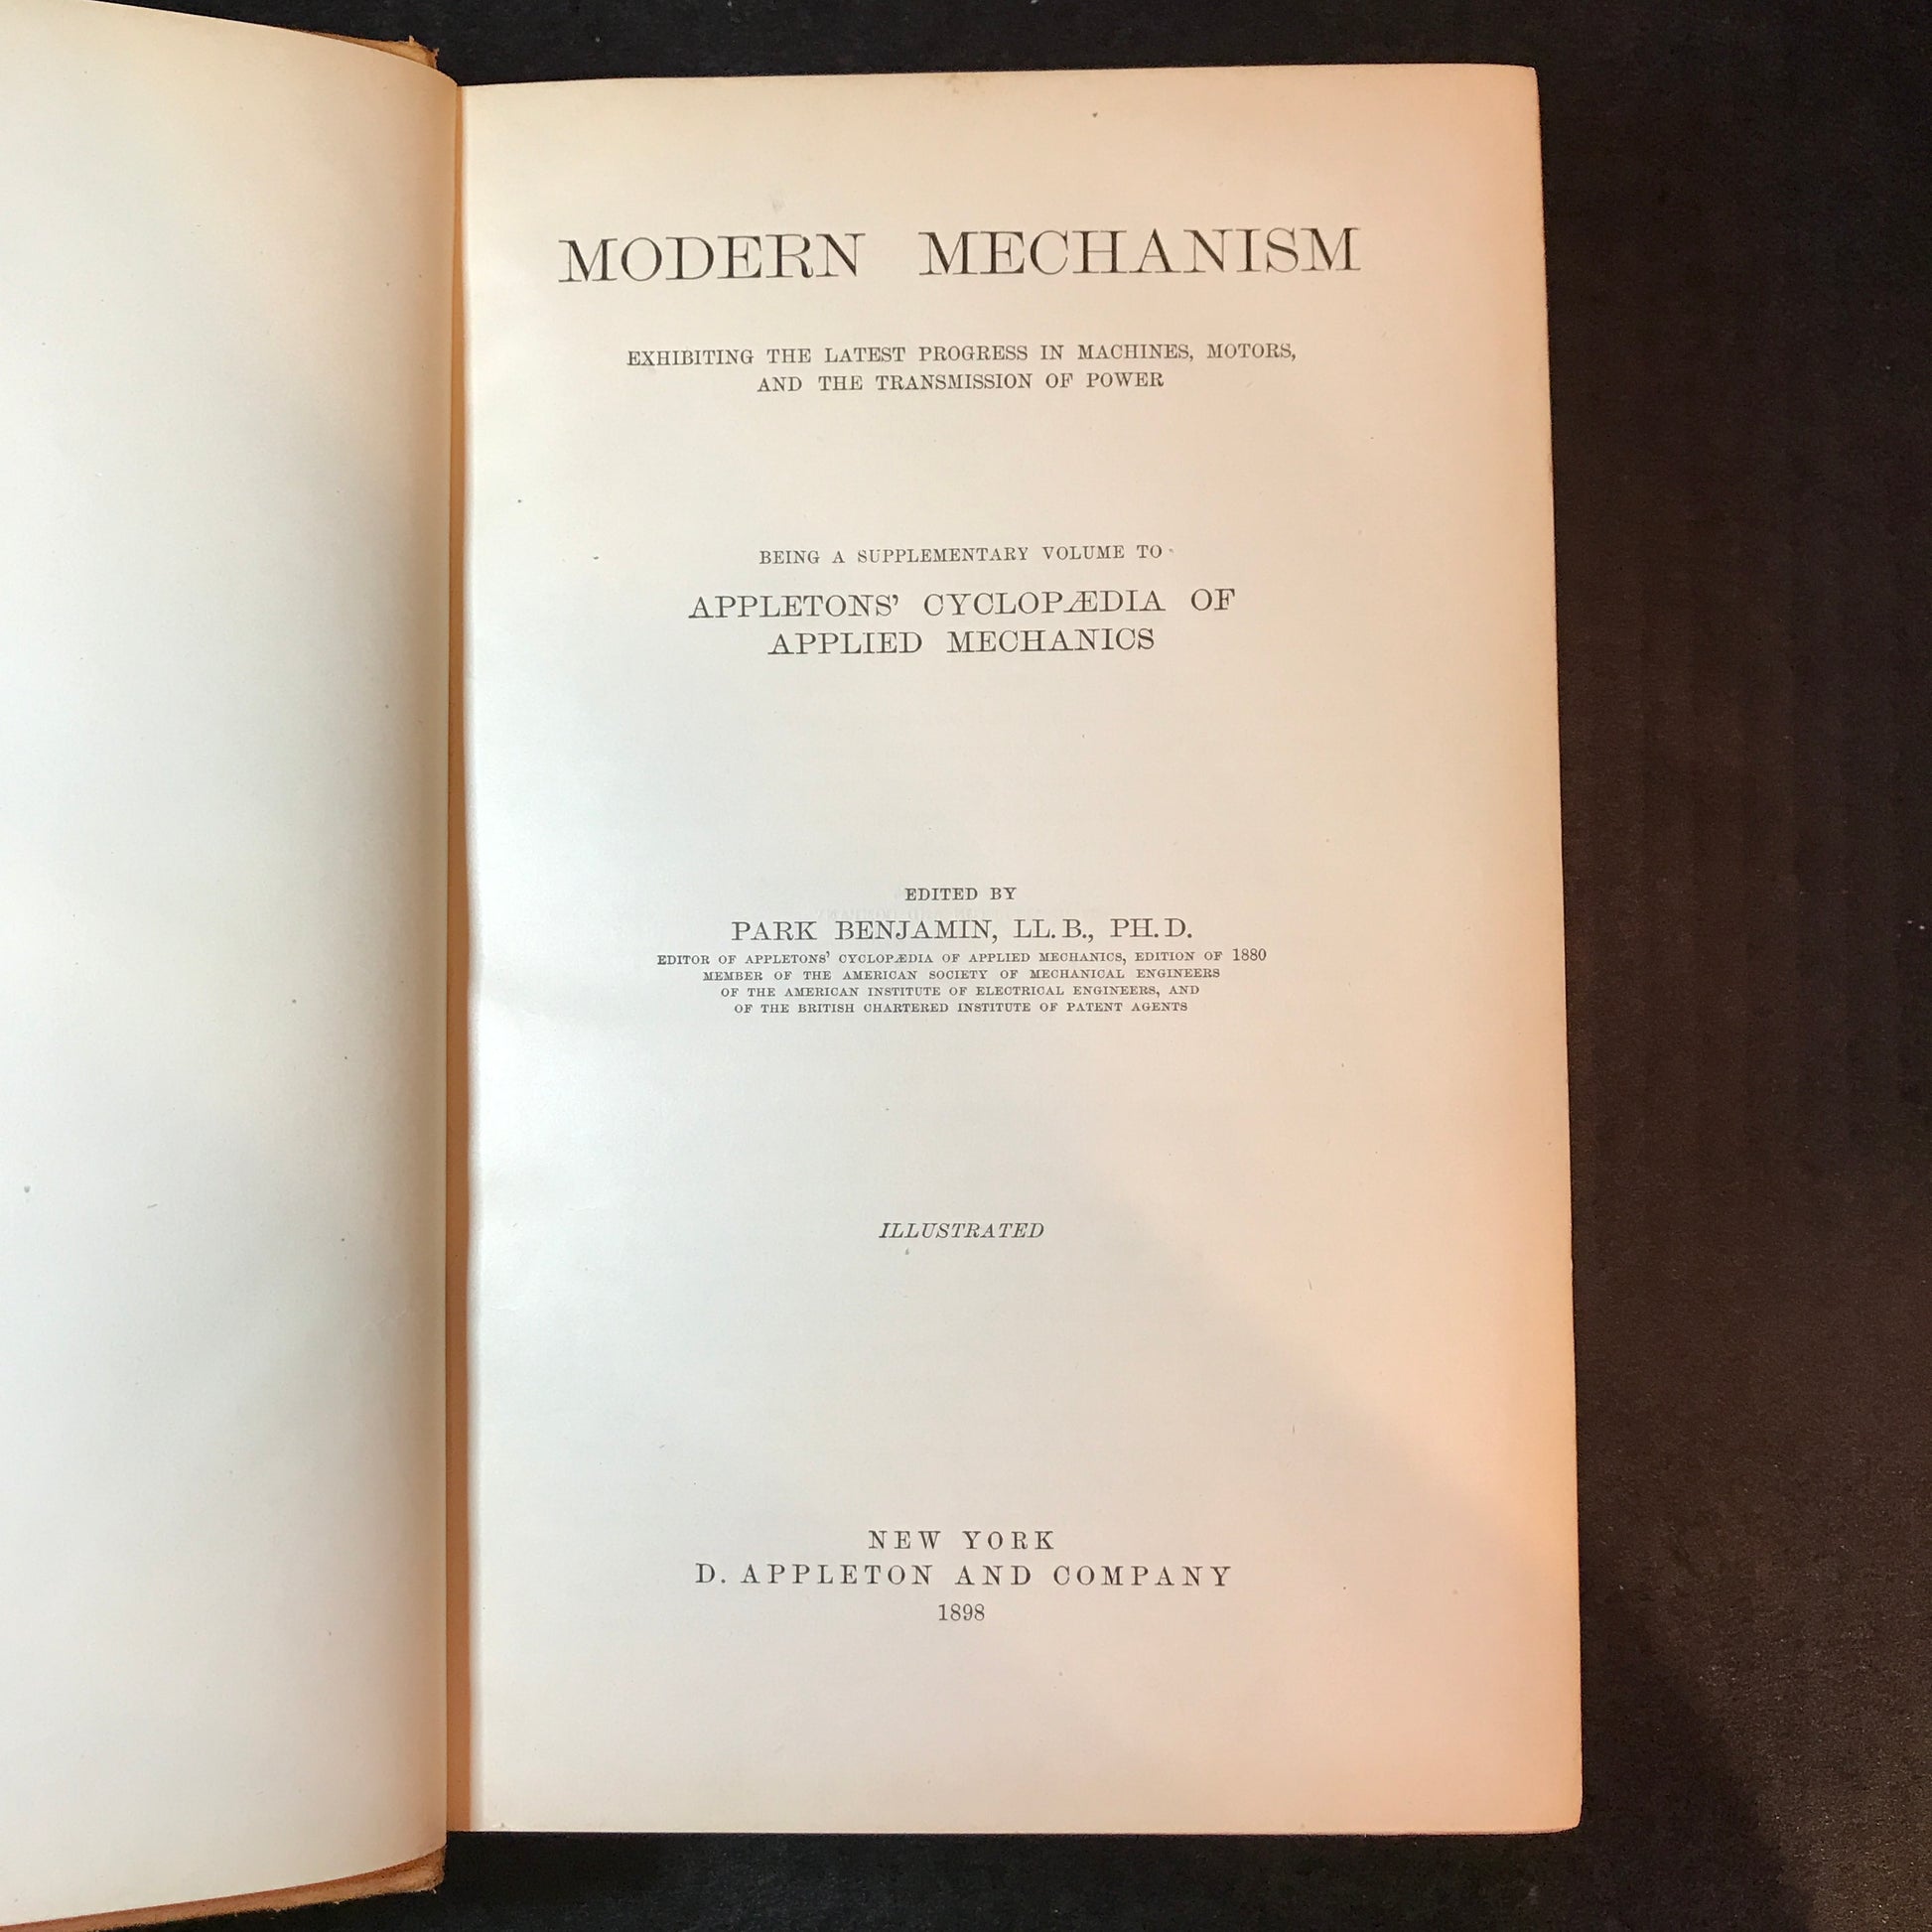 MODERN MECHANISM
EXHIBITING THE LATEST PROGRESS IN MACHINES, MOTORS,
AND THE TRANSMISSION OF POWER
BEING A SUPPLEMENTARY VOLUME TO
APPLETONS' CYCLOPÆDIA OF
APPLIED MECHANICS
EDITED BY
PARK BENJAMIN, LL. B., PH. D.
EDITOR OF APPLETONS' CYCLOPÆDIA OF APPLIED MECHANICS, EDITION OF 1880
MEMBER OF THE AMERICAN SOCIETY OF MECHANICAL ENGINEERS
OF THE AMERICAN INSTITUTE OF ELECTRICAL ENGINEERS, AND
OF THE BRITISH CHARTERED INSTITUTE OF PATENT AGENTS
ILLUSTRATED
NEW YORK
D. APPLETON AND COMPANY
1898